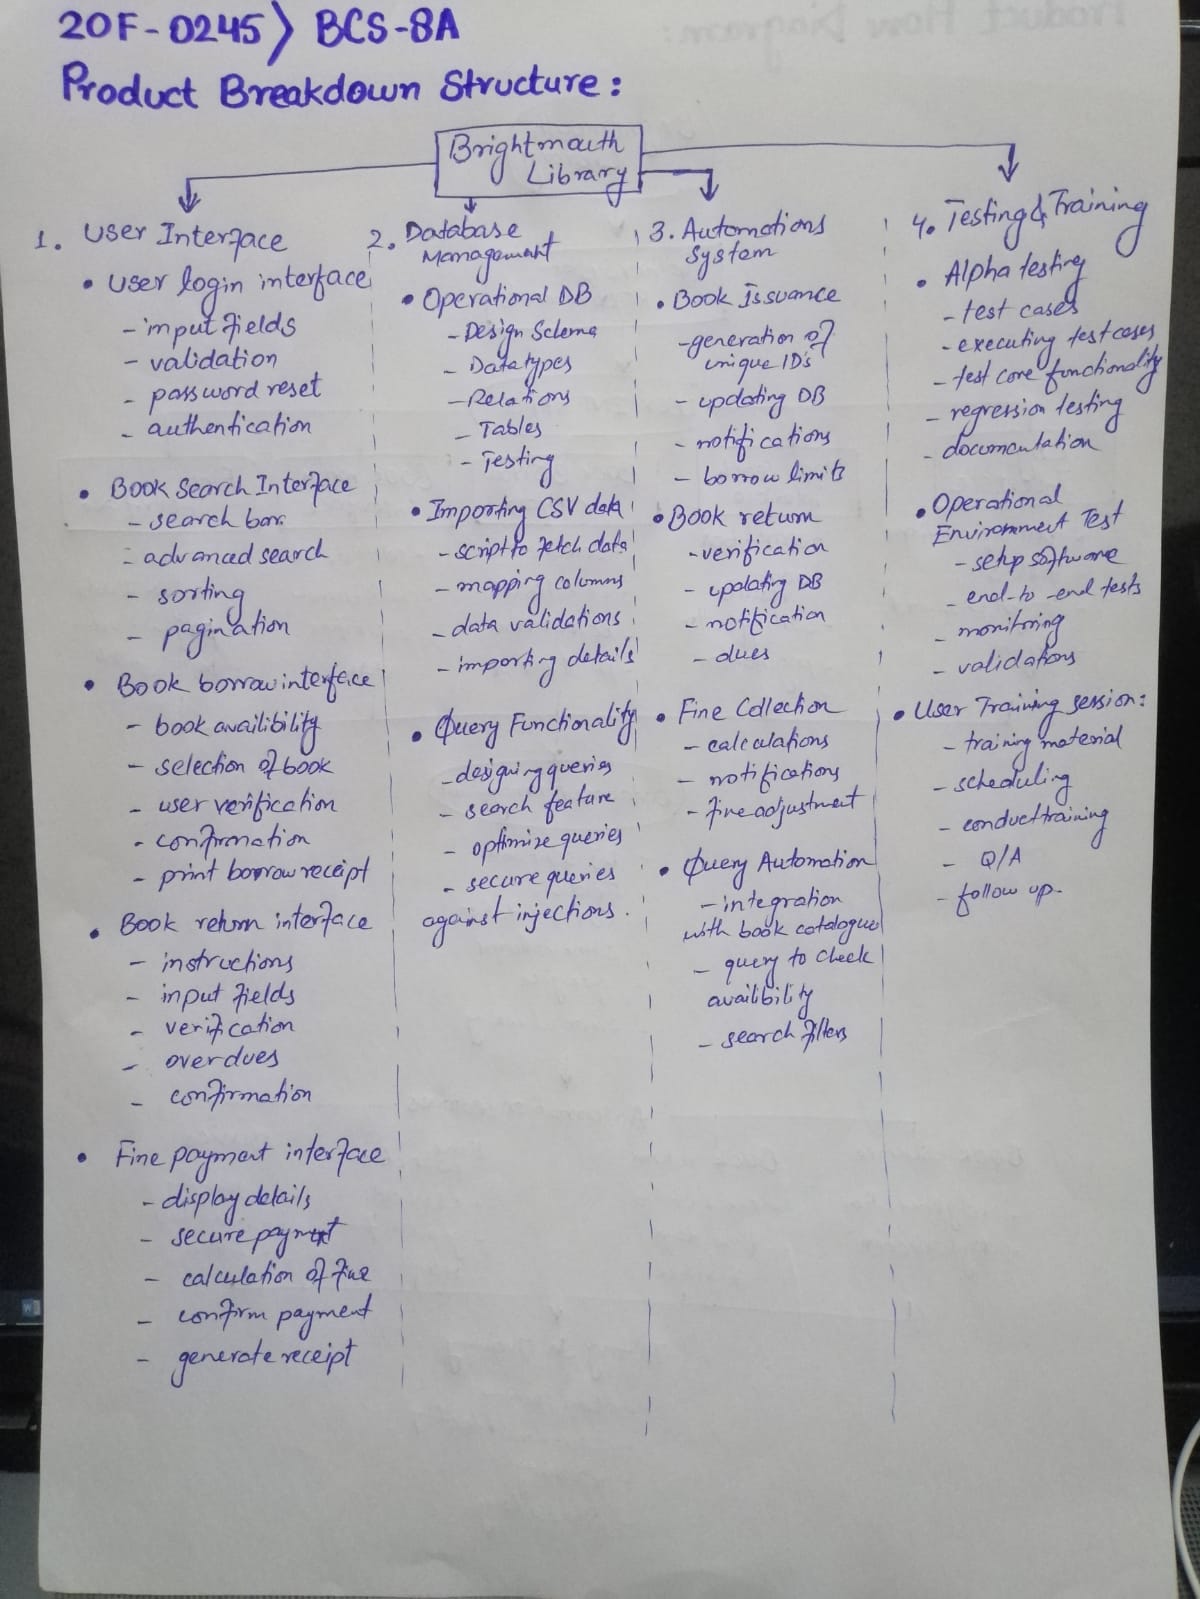 20F-0245> BCS-8A
Product Breakdown Structure:
Brightmouth
Library
1. User Interface
• User login interface
- input fields
- validation
- password reset
- authentication
• Book Search Interface
- search bar
- advanced search
- sorting
- pagination
• Book borrow interface
- book availibility
- selection of book
- user verification
- confirmation
- print borrow receipt
• Book return interface
- instructions
- input fields
- verification
- overdues
- confirmation
• Fine payment interface
- display details
- secure payment
- calculation of fine
- confirm payment
- generate receipt
2. Database
Management
• Operational DB
- Design Schema
- Datatypes
- Relations
- Tables
- Testing
• Importing CSV data
- script to fetch data
- mapping columns
- data validations
- importing details
• Query Functionality
- designing queries
- search feature
- optimize queries
- secure queries
against injections.
3. Automations
System
• Book Issuance
- generation of
unique ID's
- updating DB
- notifications
- borrow limits
• Book return
- verification
- updating DB
- notification
- dues
• Fine Collection
- calculations
- notifications
- fine adjustment
• Query Automation
- integration
with book catalogue
- query to check
availibility
- search filters
4. Testing & Training
• Alpha testing
- test cases
- executing test cases
- test core functionality
- regression testing
- documentation
• Operational
Environment Test
- setup software
- end-to-end tests
- monitoring
- validations
• User Training session:
- training material
- scheduling
- conduct training
- Q/A
- follow up.